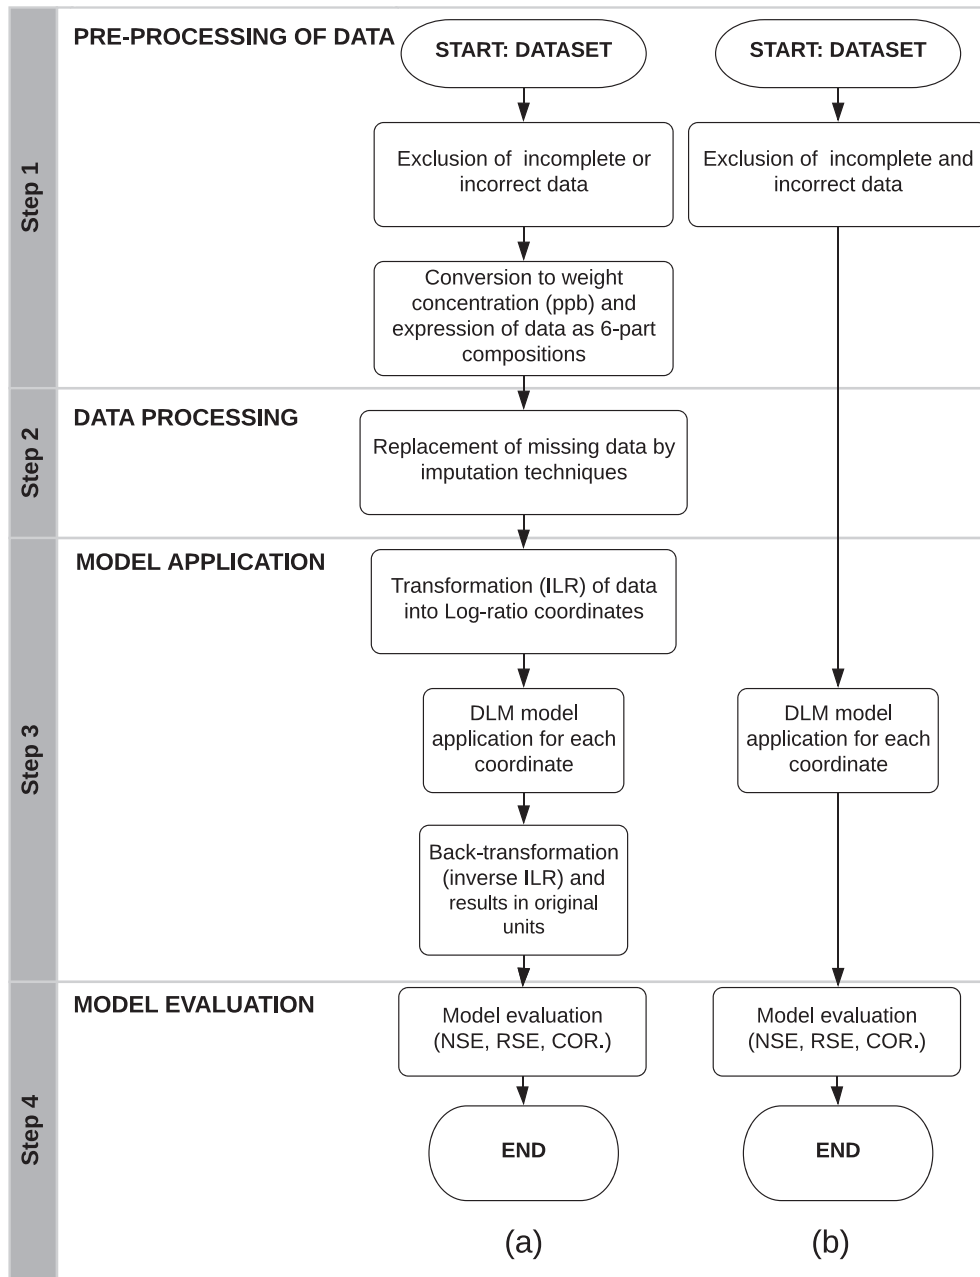 Step 1
PRE-PROCESSING OF DATA
START: DATASET
START: DATASET
Exclusion of incomplete or
incorrect data
Exclusion of incomplete and
incorrect data
Conversion to weight
concentration (ppb) and
expression of data as 6-part
compositions
Step 2
DATA PROCESSING
Replacement of missing data by
imputation techniques
Step 3
MODEL APPLICATION
Transformation (ILR) of data
into Log-ratio coordinates
DLM model
application for each
coordinate
DLM model
application for each
coordinate
Back-transformation
(inverse ILR) and
results in original
units
Step 4
MODEL EVALUATION
Model evaluation
(NSE, RSE, COR.)
Model evaluation
(NSE, RSE, COR.)
END
END
(a)
(b)